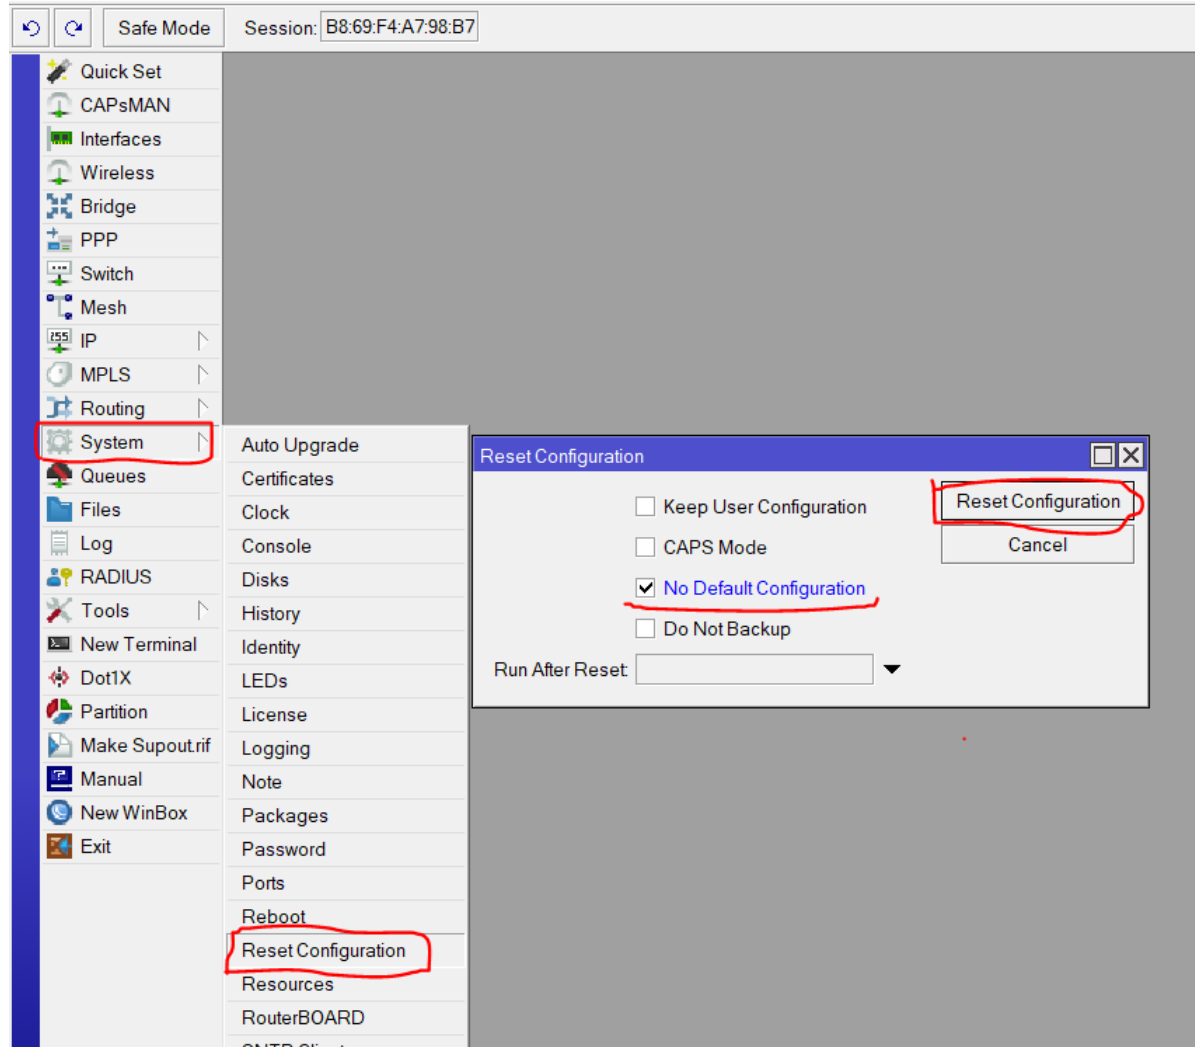 Safe Mode Session: B8:69:F4:A7:98:B7
Quick Set
CAPsMAN
Interfaces
Wireless
Bridge
PPP
Switch
Mesh
255 IP
MPLS
Routing
System
Queues
Files
Log
RADIUS
Tools
New Terminal
Dot1X
Partition
Make Supout.rif
Manual
New WinBox
Exit
Auto Upgrade
Certificates
Clock
Console
Disks
History
Identity
LEDs
License
Logging
Note
Packages
Password
Ports
Reboot
Reset Configuration
Resources
RouterBOARD
Reset Configuration
Keep User Configuration
CAPS Mode
No Default Configuration
Do Not Backup
Run After Reset:
Reset Configuration
Cancel